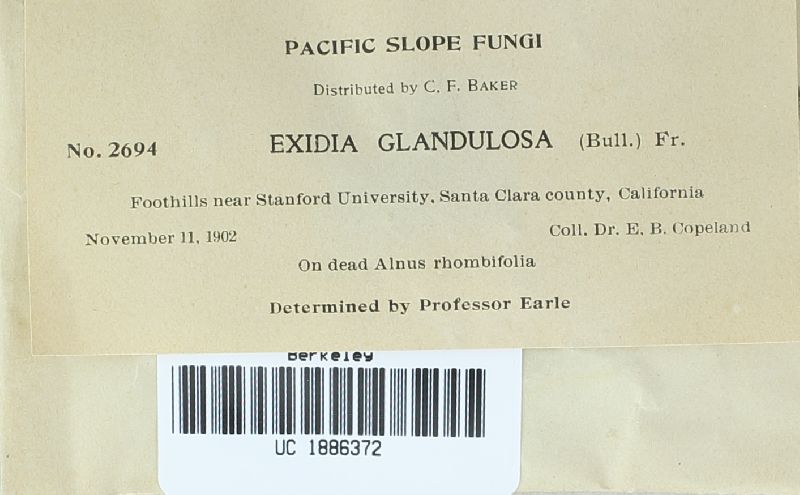 PACIFIC SLOPE FUNGI
Distributed by C. F. BAKER
No. 2694 EXIDIA GLANDULOSA (Bull.) Fr.
Foothills near Stanford University, Santa Clara county, California
November 11, 1902 Coll. Dr. E. B. Copeland
On dead Alnus rhombifolia
Determined by Professor Earle
Berkeley
UC 1886372